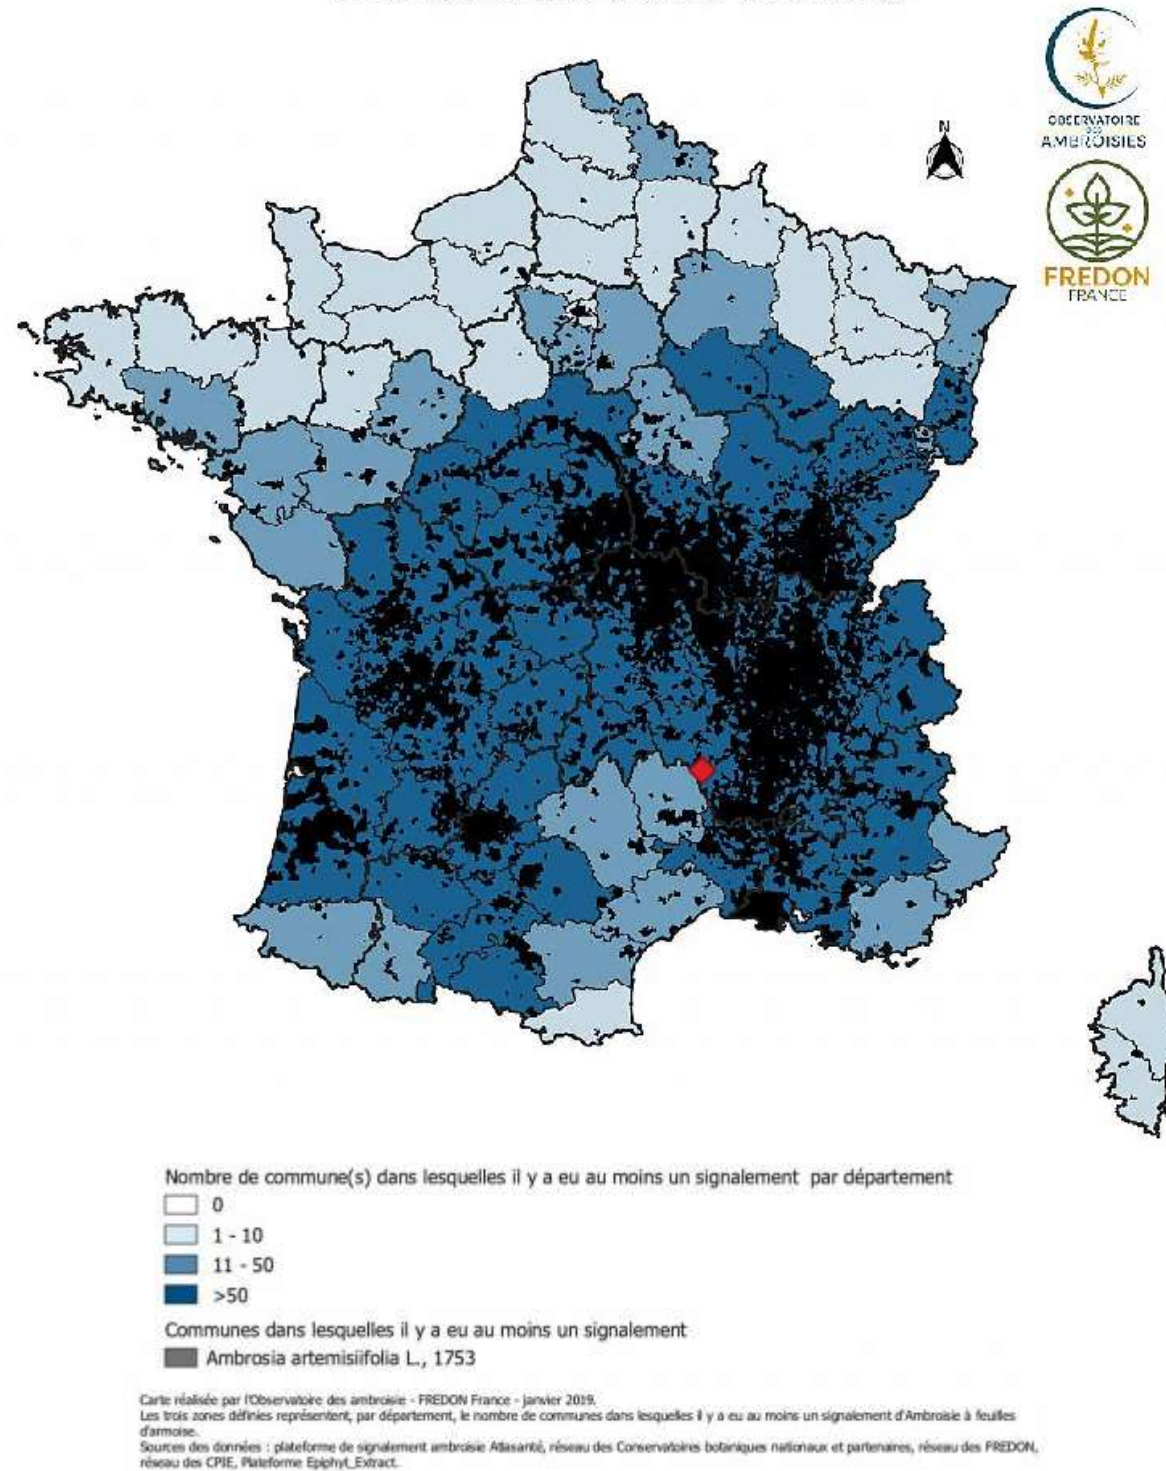 N
OBSERVATOIRE
DES
AMBROISIES
FREDON
FRANCE
Nombre de commune(s) dans lesquelles il y a eu au moins un signalement par département
0
1 - 10
11 - 50
>50
Communes dans lesquelles il y a eu au moins un signalement
Ambrosia artemisiifolia L., 1753
Carte réalisée par l'Observatoire des ambroisie - FREDON France - Janvier 2019.
Les trois zones définies représentent, par département, le nombre de communes dans lesquelles il y a eu au moins un signalement d'Ambroisie à feuilles
d'armoise.
Sources des données : plateforme de signalement ambroisie Atlasanté, réseau des Conservatoires botaniques nationaux et partenaires, réseau des FREDON,
réseau des CPIE, Plateforme Epiphyt_Extract.